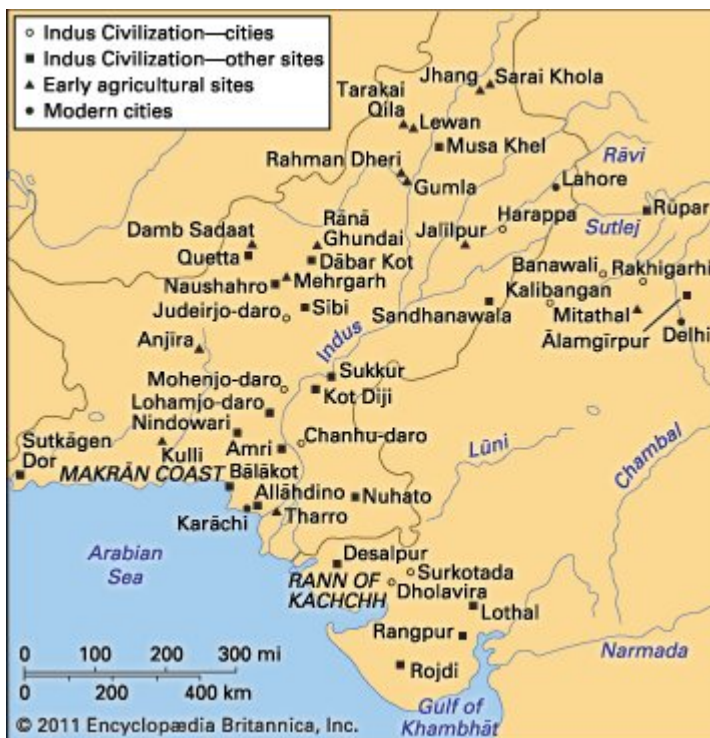 Indus Civilization—cities
Indus Civilization—other sites
Early agricultural sites
Modern cities
Jhang
Sarai Khola
Tarakai
Qila
Lewan
Musa Khel
Rāvi
Rahman Dheri
Gumla
Lahore
Harappa
Rūpar
Sutlej
Damb Sadaat
Rānā
Ghundai
Jalīlpur
Quetta
Dābar Kot
Banawali
Rakhigarhi
Naushahro
Mehrgarh
Kalibangan
Judeirjo-daro
Sibi
Sandhanawala
Mitathal
Ālamgīrpur
Delhi
Anjīra
Indus
Mohenjo-daro
Sukkur
Kot Diji
Lohamjo-daro
Nindowari
Chanhu-daro
Sutkāgen
Dor
Kulli
Amri
Lūni
Chambal
MAKRĀN COAST
Bālākot
Allāhdino
Nuhato
Karāchi
Tharro
Arabian
Sea
Desalpur
RANN OF
KACHCHH
Surkotada
Dholavira
Lothal
Rangpur
Narmada
Rojdi
0 100 200 300 mi
0 200 400 km
Gulf of
Khambhāt
© 2011 Encyclopædia Britannica, Inc.